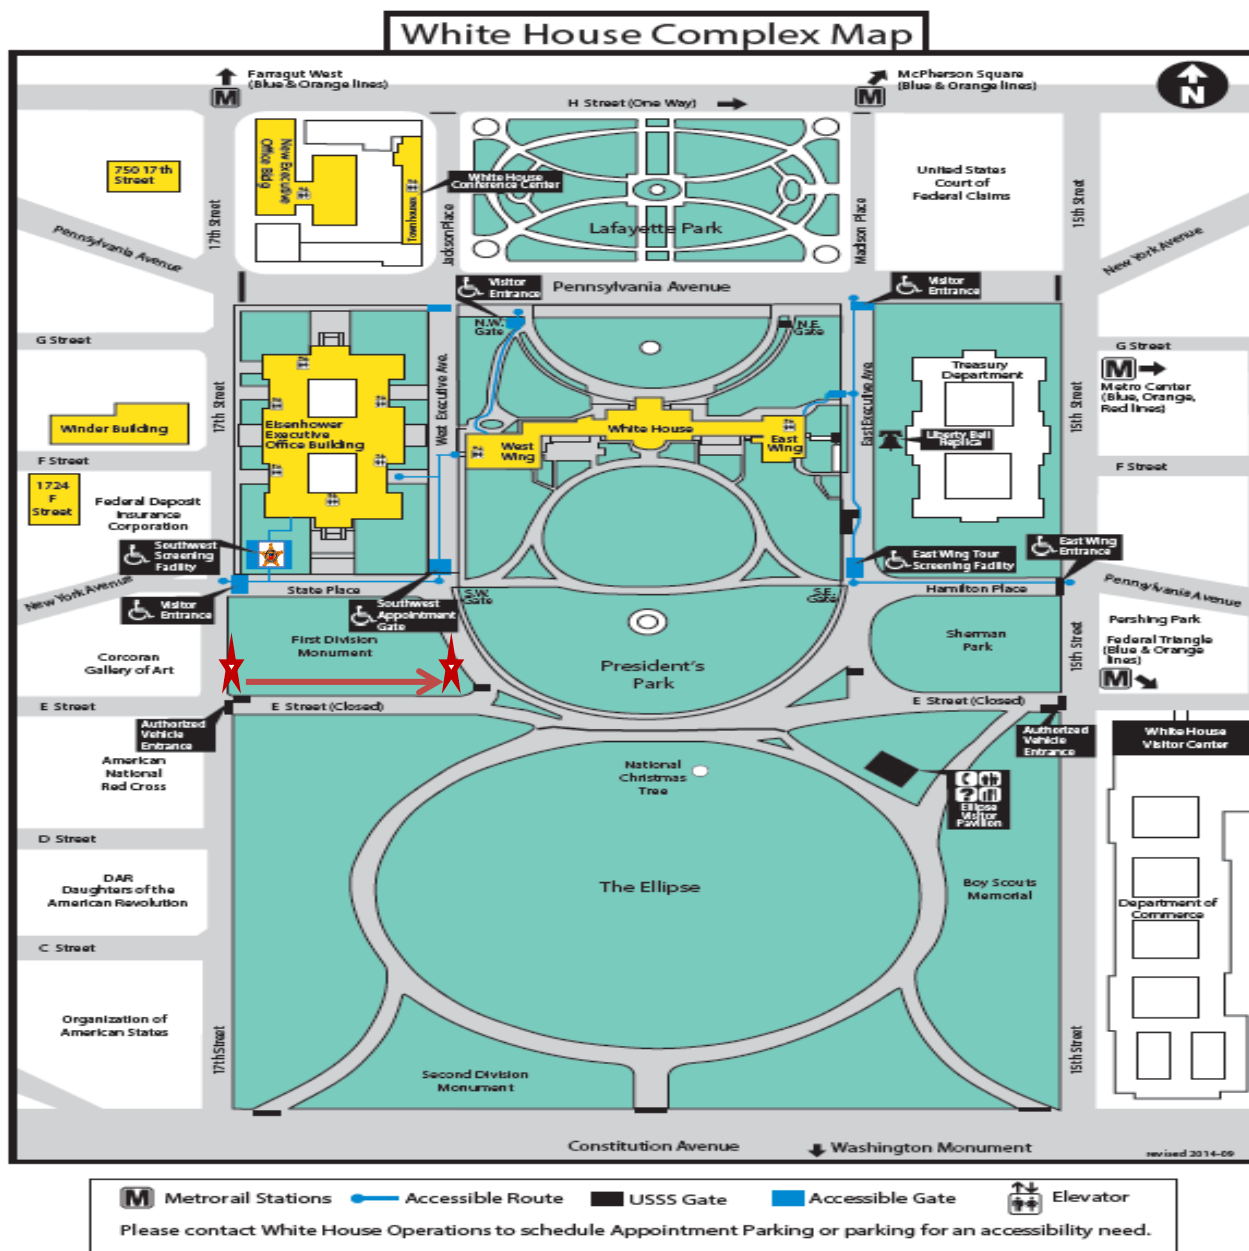 White House Complex Map
Farragut West
(Blue & Orange lines)
M
McPherson Square
(Blue & Orange lines)
M
N
H Street (One Way)
750 17th
Street
New Executive
Office Bldg
Townhouses
White House
Conference Center
Jackson Place
Lafayette Park
Madison Place
United States
Court of
Federal Claims
17th Street
15th Street
Pennsylvania Avenue
New York Avenue
Visitor
Entrance
Pennsylvania Avenue
Visitor
Entrance
N.W.
Gate
N.E.
Gate
G Street
G Street
M
Metro Center
(Blue, Orange,
Red lines)
17th Street
West Executive Ave.
East Executive Ave.
15th Street
Treasury
Department
Winder Building
Eisenhower
Executive
Office Building
West
Wing
White House
East
Wing
Liberty Bell
Replica
F Street
F Street
1724
F
Street
Federal Deposit
Insurance
Corporation
Southwest
Screening
Facility
East Wing Tour
Screening Facility
East Wing
Entrance
New York Avenue
Visitor
Entrance
State Place
Southwest
Appointment
Gate
S.W.
Gate
S.E.
Gate
Hamilton Place
Pennsylvania Avenue
Pershing Park
Federal Triangle
(Blue & Orange
lines)
M
Corcoran
Gallery of Art
First Division
Monument
President's
Park
Sherman
Park
15th Street
E Street
E Street (Closed)
E Street (Closed)
Authorized
Vehicle
Entrance
Authorized
Vehicle
Entrance
White House
Visitor Center
American
National
Red Cross
National
Christmas
Tree
?
Ellipse
Visitor
Pavilion
D Street
DAR
Daughters of the
American Revolution
The Ellipse
Boy Scouts
Memorial
Department of
Commerce
C Street
Organization of
American States
17th Street
15th Street
Second Division
Monument
Constitution Avenue
Washington Monument
revised 2014-09
M Metrorail Stations
Accessible Route
USSS Gate
Accessible Gate
Elevator
Please contact White House Operations to schedule Appointment Parking or parking for an accessibility need.